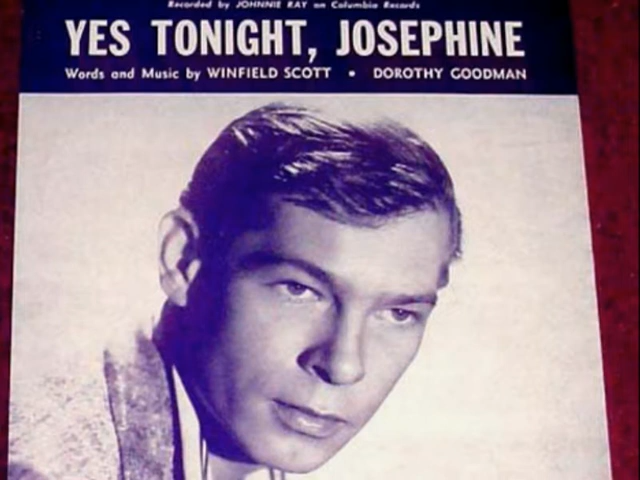 Recorded by JOHNNIE RAY on Columbia Records
YES TONIGHT, JOSEPHINE
Words and Music by WINFIELD SCOTT • DOROTHY GOODMAN